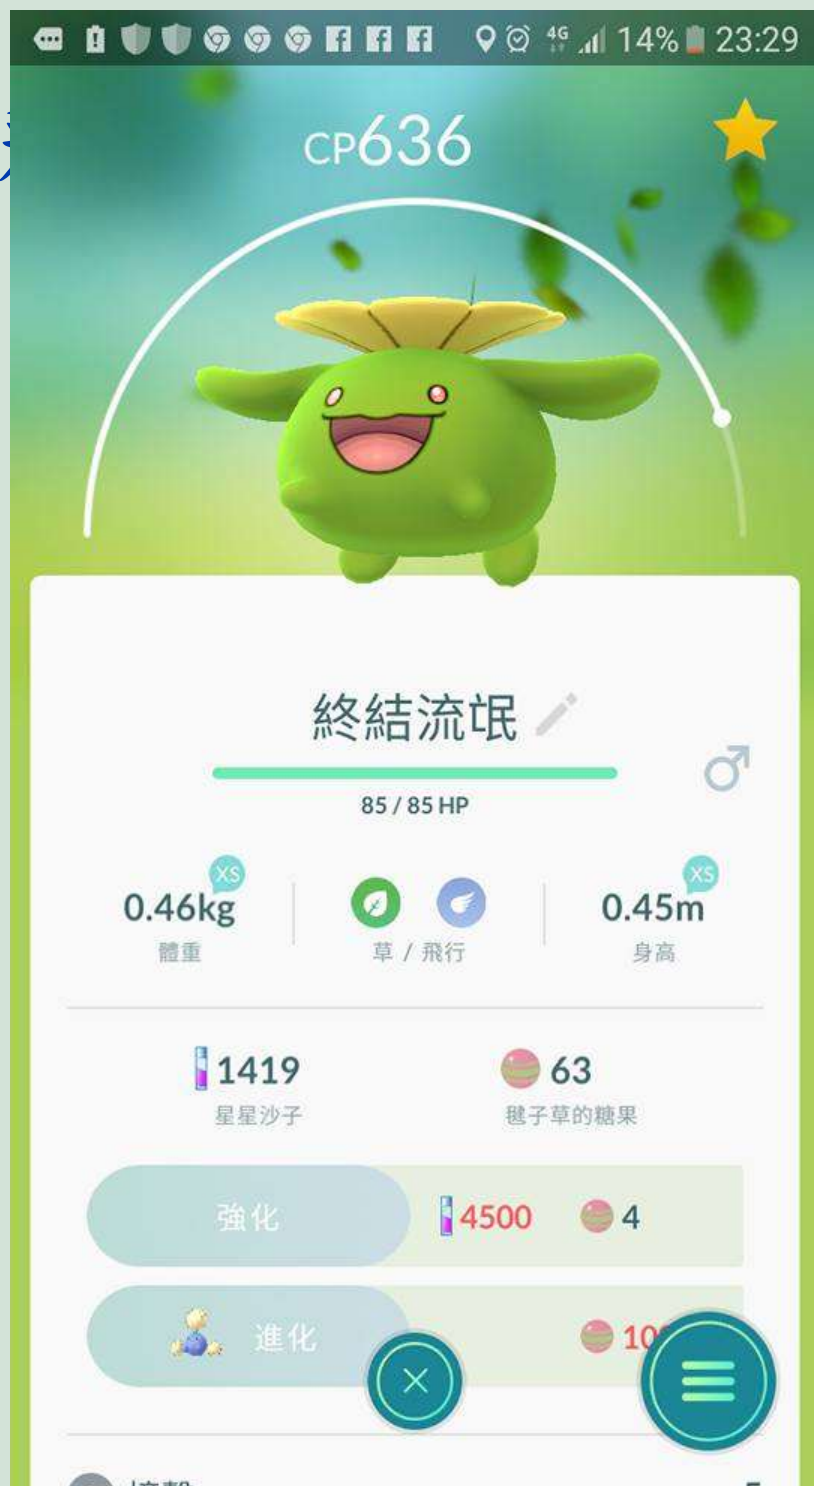 4G 14% 23:29
CP636
終結流氓
85 / 85 HP
XS XS
0.46kg 0.45m
體重 草 / 飛行 身高
1419 63
星星沙子 毽子草的糖果
強化 4500 4
進化 10